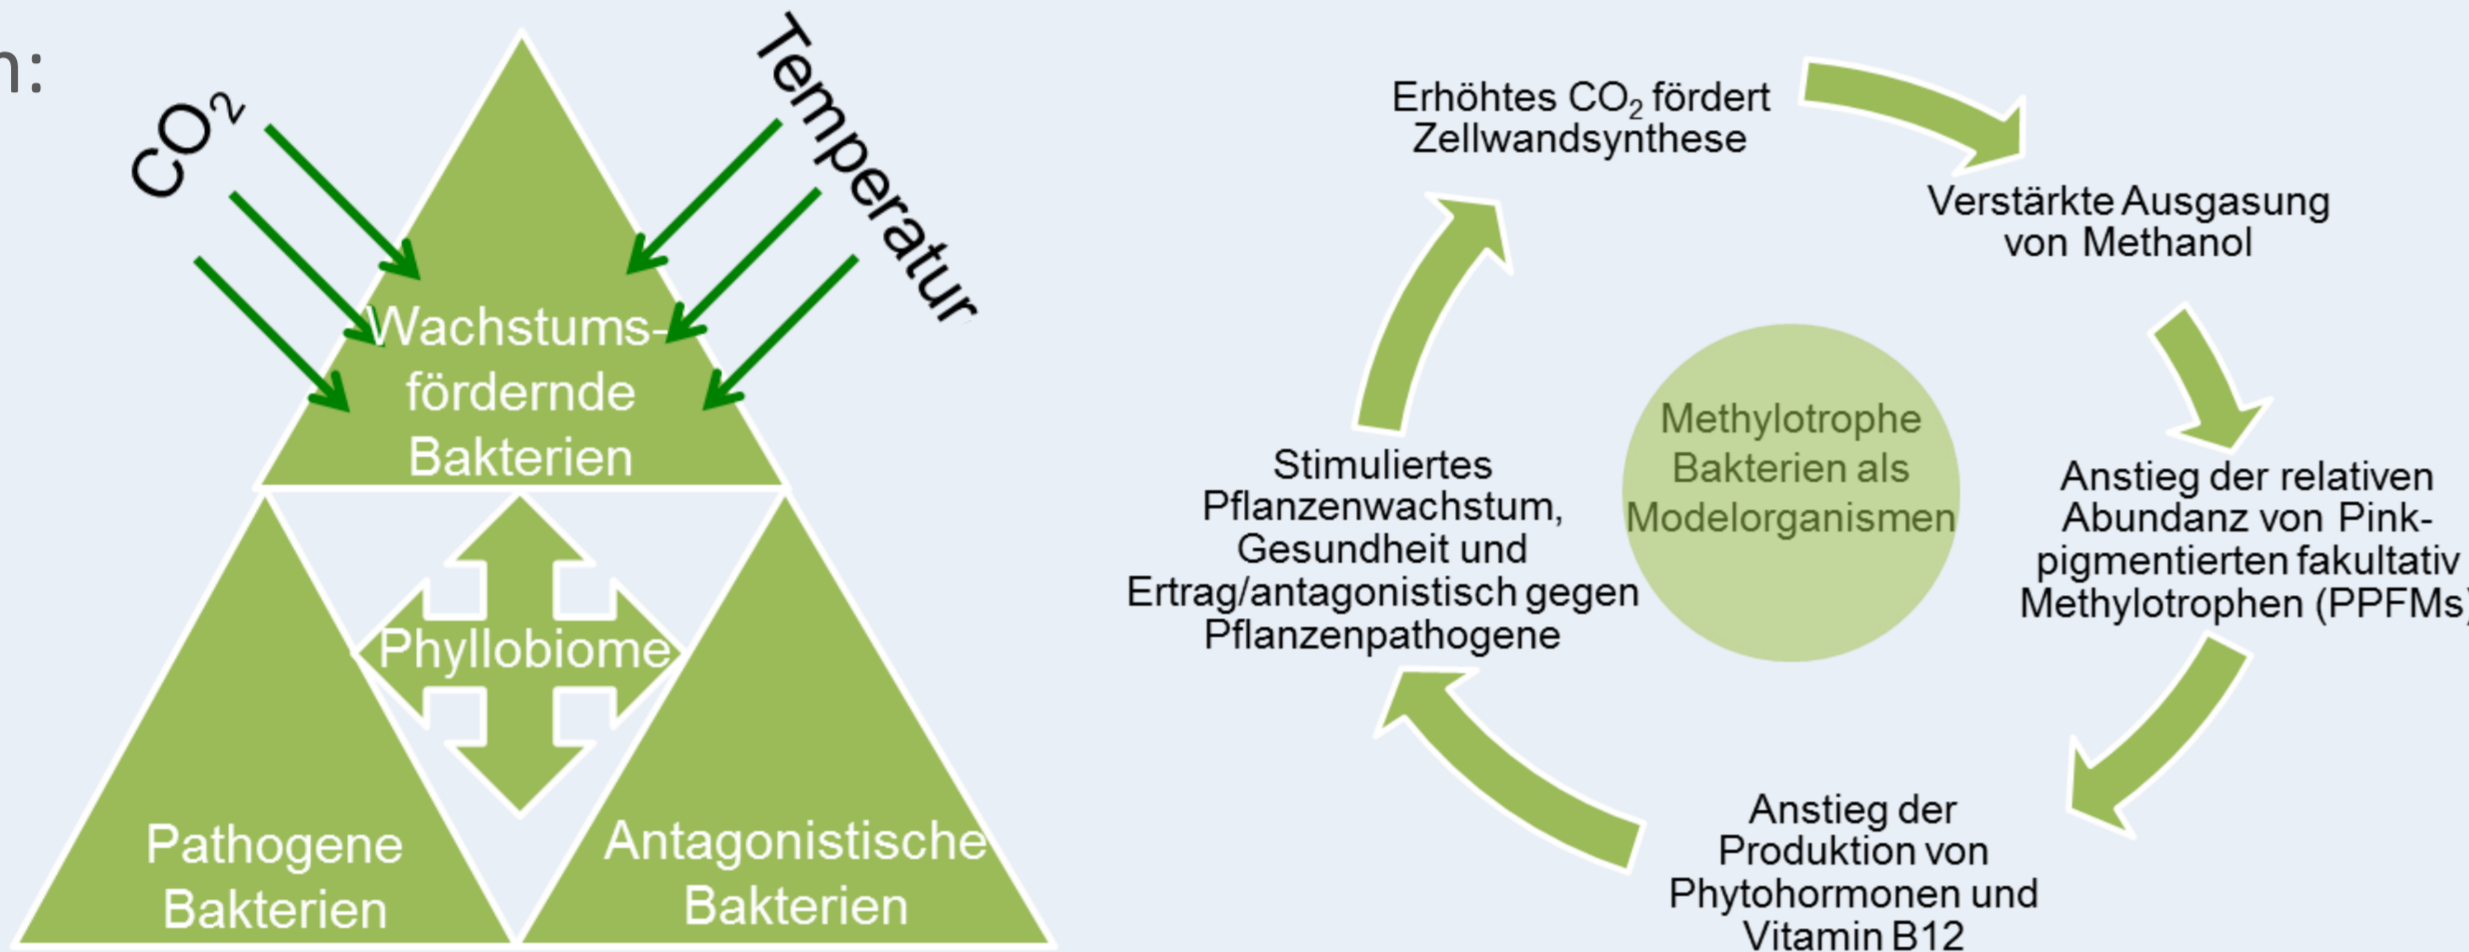 n:
CO₂
Temperatur
Wachstums-
fördernde
Bakterien
Phyllobiome
Pathogene
Bakterien
Antagonistische
Bakterien
Erhöhtes CO₂ fördert
Zellwandsynthese
Verstärkte Ausgasung
von Methanol
Anstieg der relativen
Abundanz von Pink-
pigmentierten fakultativ
Methylotrophen (PPFMs)
Anstieg der
Produktion von
Phytohormonen und
Vitamin B12
Stimuliertes
Pflanzenwachstum,
Gesundheit und
Ertrag/antagonistisch gegen
Pflanzenpathogene
Methylotrophe
Bakterien als
Modelorganismen